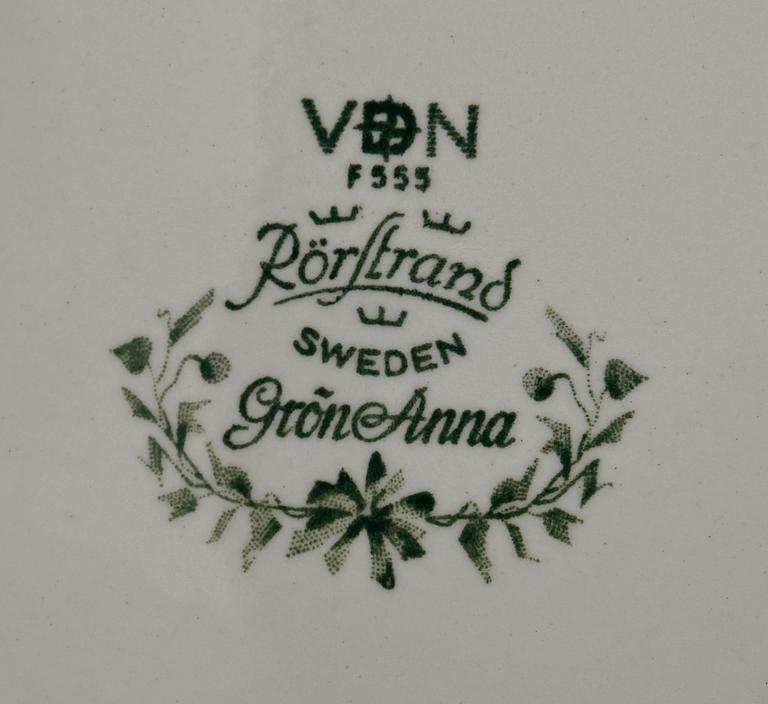 VDN
F555
Rörstrand
SWEDEN
Grön Anna